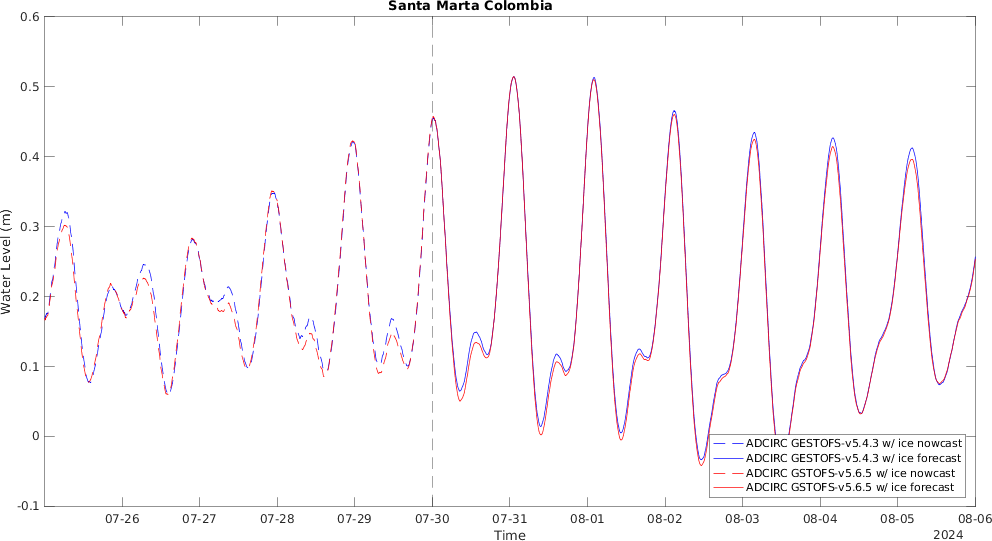 Santa Marta Colombia
0.6
0.5
0.4
0.3
0.2
0.1
0
-0.1
Water Level (m)
ADCIRC GESTOFS-v5.4.3 w/ ice nowcast
ADCIRC GESTOFS-v5.4.3 w/ ice forecast
ADCIRC GSTOFS-v5.6.5 w/ ice nowcast
ADCIRC GSTOFS-v5.6.5 w/ ice forecast
07-26 07-27 07-28 07-29 07-30 07-31 08-01 08-02 08-03 08-04 08-05 08-06
Time
2024